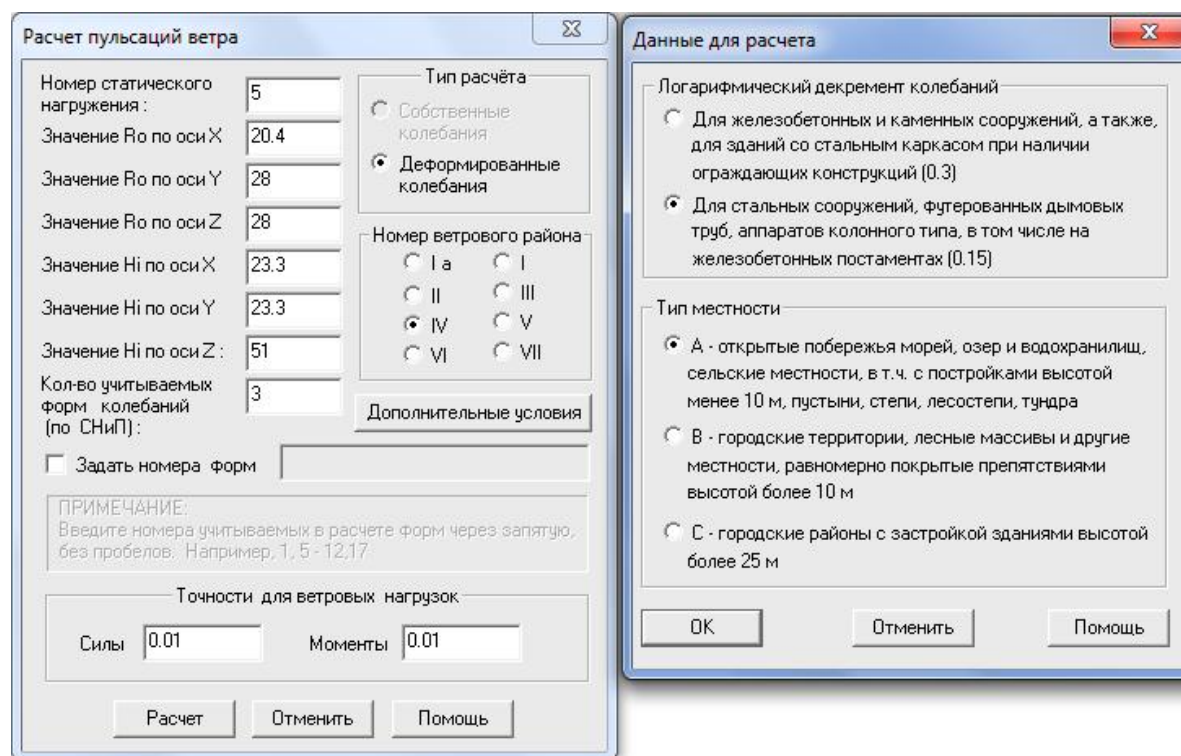 Расчет пульсаций ветра
Номер статического
нагружения :
5
Значение Ro по оси X
20.4
Значение Ro по оси Y
28
Значение Ro по оси Z
28
Значение Hi по оси X
23.3
Значение Hi по оси Y
23.3
Значение Hi по оси Z :
51
Кол-во учитываемых
форм колебаний
(по СНиП) :
3
Тип расчёта
Собственные
колебания
Деформированные
колебания
Номер ветрового района
I а
I
II
III
IV
V
VI
VII
Дополнительные условия
Задать номера форм
ПРИМЕЧАНИЕ:
Введите номера учитываемых в расчете форм через запятую,
без пробелов. Например, 1, 5 - 12,17
Точности для ветровых нагрузок
Силы
0.01
Моменты
0.01
Расчет
Отменить
Помощь
Данные для расчета
Логарифмический декремент колебаний
Для железобетонных и каменных сооружений, а также,
для зданий со стальным каркасом при наличии
ограждающих конструкций (0.3)
Для стальных сооружений, футерованных дымовых
труб, аппаратов колонного типа, в том числе на
железобетонных постаментах (0.15)
Тип местности
А - открытые побережья морей, озер и водохранилищ,
сельские местности, в т.ч. с постройками высотой
менее 10 м, пустыни, степи, лесостепи, тундра
В - городские территории, лесные массивы и другие
местности, равномерно покрытые препятствиями
высотой более 10 м
С - городские районы с застройкой зданиями высотой
более 25 м
ОК
Отменить
Помощь